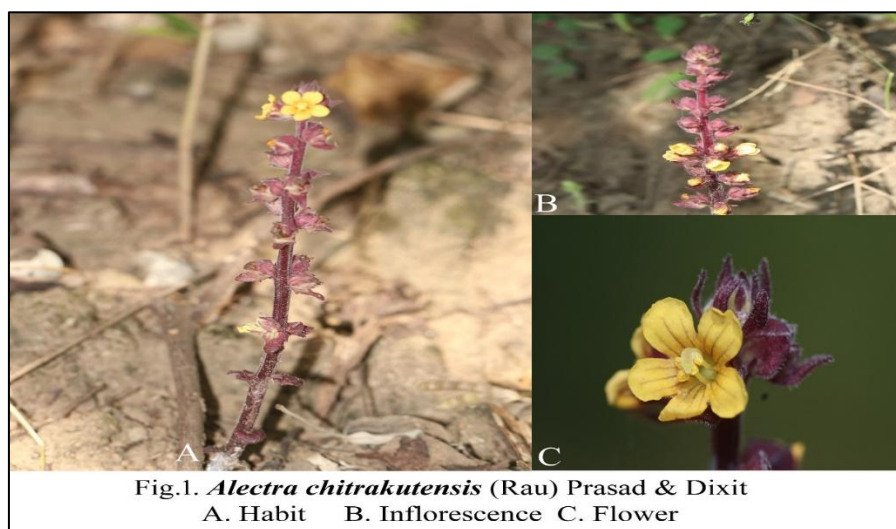 A
B
C
Fig.1. Alectra chitrakutensis (Rau) Prasad & Dixit
A. Habit B. Inflorescence C. Flower